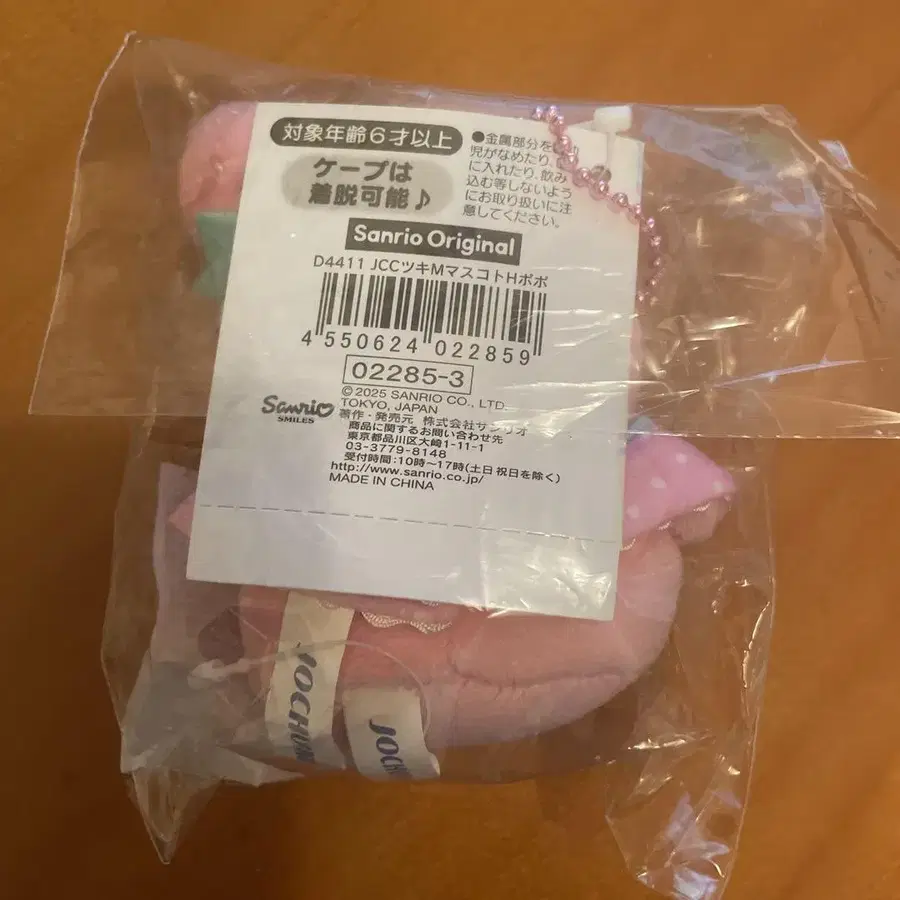 対象年齢6才以上
ケープは
着脱可能♪
●金属部分を
児がなめたり、
に入れたり、飲み
込む等しないよう
にお取り扱いに注
意してください。
Sanrio Original
D4411 JCCツキMマスコトHポポ
4 550624 022859
02285-3
© 2025 SANRIO CO., LTD.
TOKYO, JAPAN
著作・発売元 株式会社サンリオ
Sanrio
SMILES
商品に関するお問い合わせ先
東京都品川区大崎1-11-1
03-3779-8148
受付時間:10時〜17時(土日祝日を除く)
http://www.sanrio.co.jp/
MADE IN CHINA